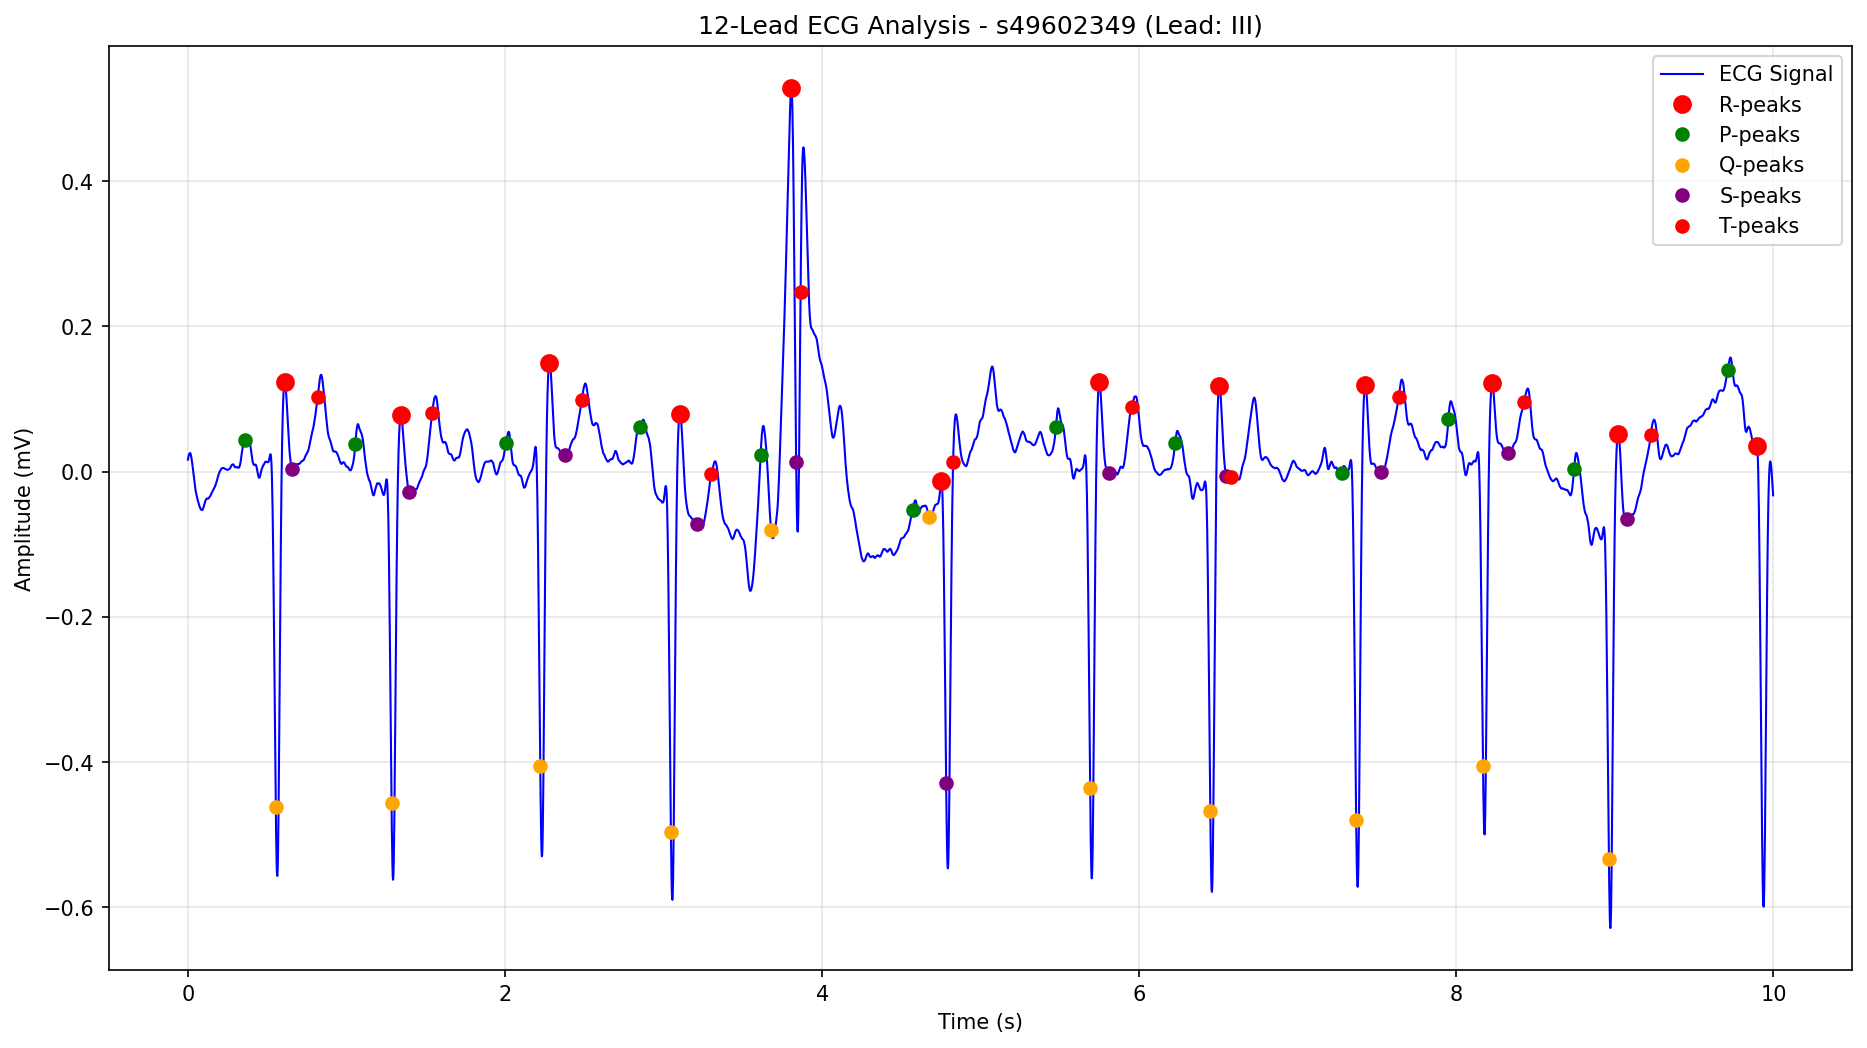 12-Lead ECG Analysis - s49602349 (Lead: III)
ECG Signal
R-peaks
P-peaks
Q-peaks
S-peaks
T-peaks
Amplitude (mV)
0.4
0.2
0.0
−0.2
−0.4
−0.6
0 2 4 6 8 10
Time (s)